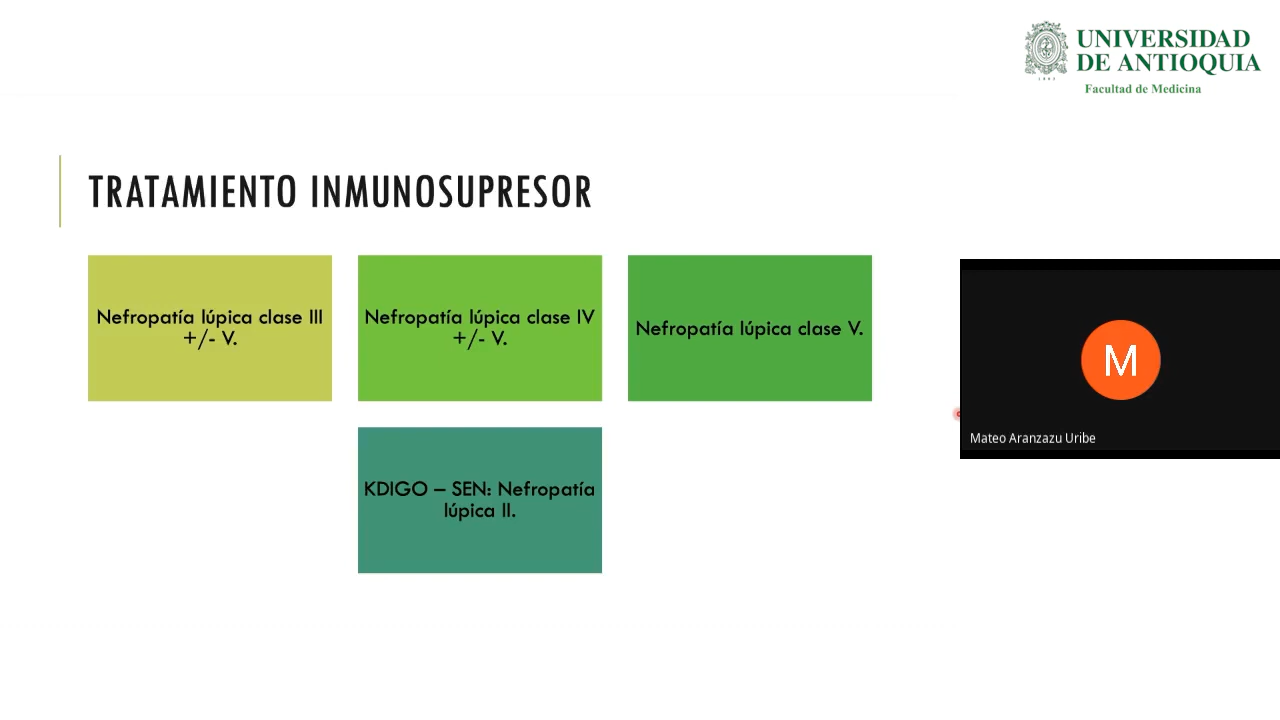 UNIVERSIDAD
DE ANTIOQUIA
1803
Facultad de Medicina
TRATAMIENTO INMUNOSUPRESOR
Nefropatía lúpica clase III
+/- V.
Nefropatía lúpica clase IV
+/- V.
Nefropatía lúpica clase V.
KDIGO – SEN: Nefropatía
lúpica II.
M
Mateo Aranzazu Uribe